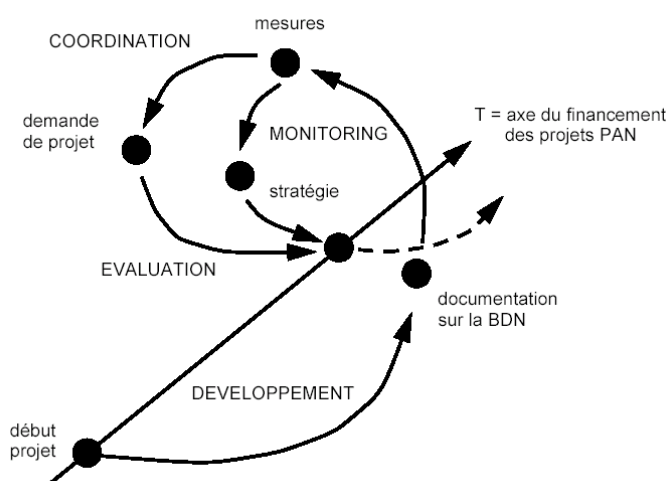 mesures
COORDINATION
demande
de projet
MONITORING
T = axe du financement
des projets PAN
stratégie
EVALUATION
documentation
sur la BDN
DEVELOPPEMENT
début
projet